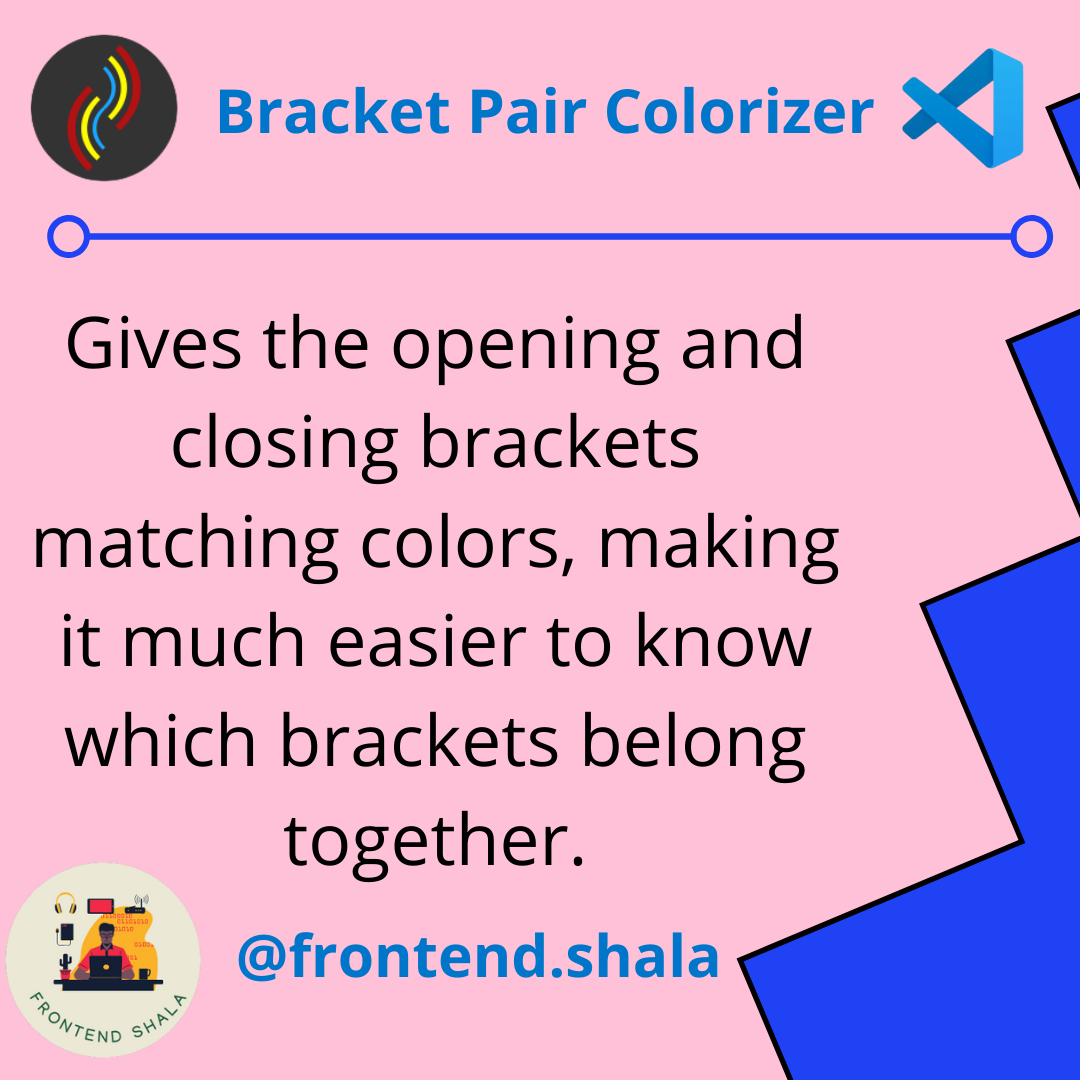 Bracket Pair Colorizer
Gives the opening and
closing brackets
matching colors, making
it much easier to know
which brackets belong
together.
@frontend.shala
FRONTEND SHALA